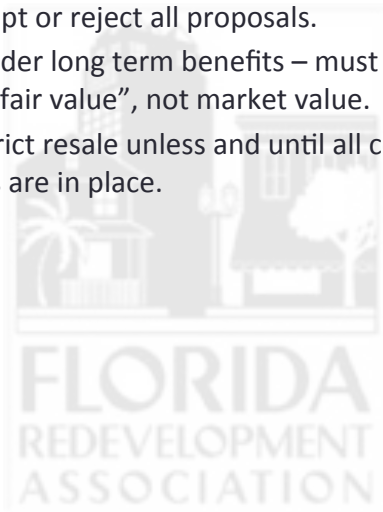 pt or reject all proposals.
der long term benefits – must
fair value”, not market value.
rict resale unless and until all c
are in place.
FLORIDA
REDEVELOPMENT
ASSOCIATION